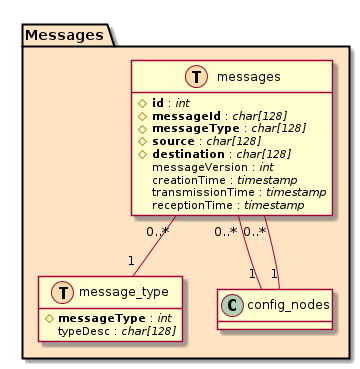 Messages
T messages
id : int
messageId : char[128]
messageType : char[128]
source : char[128]
destination : char[128]
messageVersion : int
creationTime : timestamp
transmissionTime : timestamp
receptionTime : timestamp
0..* 0..* 0..*
1 1 1
T message_type
messageType : int
typeDesc : char[128]
C config_nodes